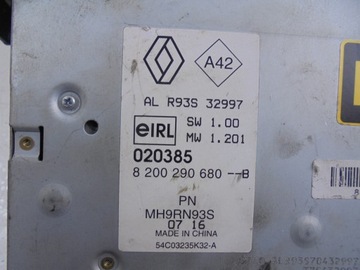 A42
AL R93S 32997
eIRL
SW 1.00
MW 1.201
020385
8 200 290 680 --B
PN
MH9RN93S
07 16
MADE IN CHINA
54C03235K32-A